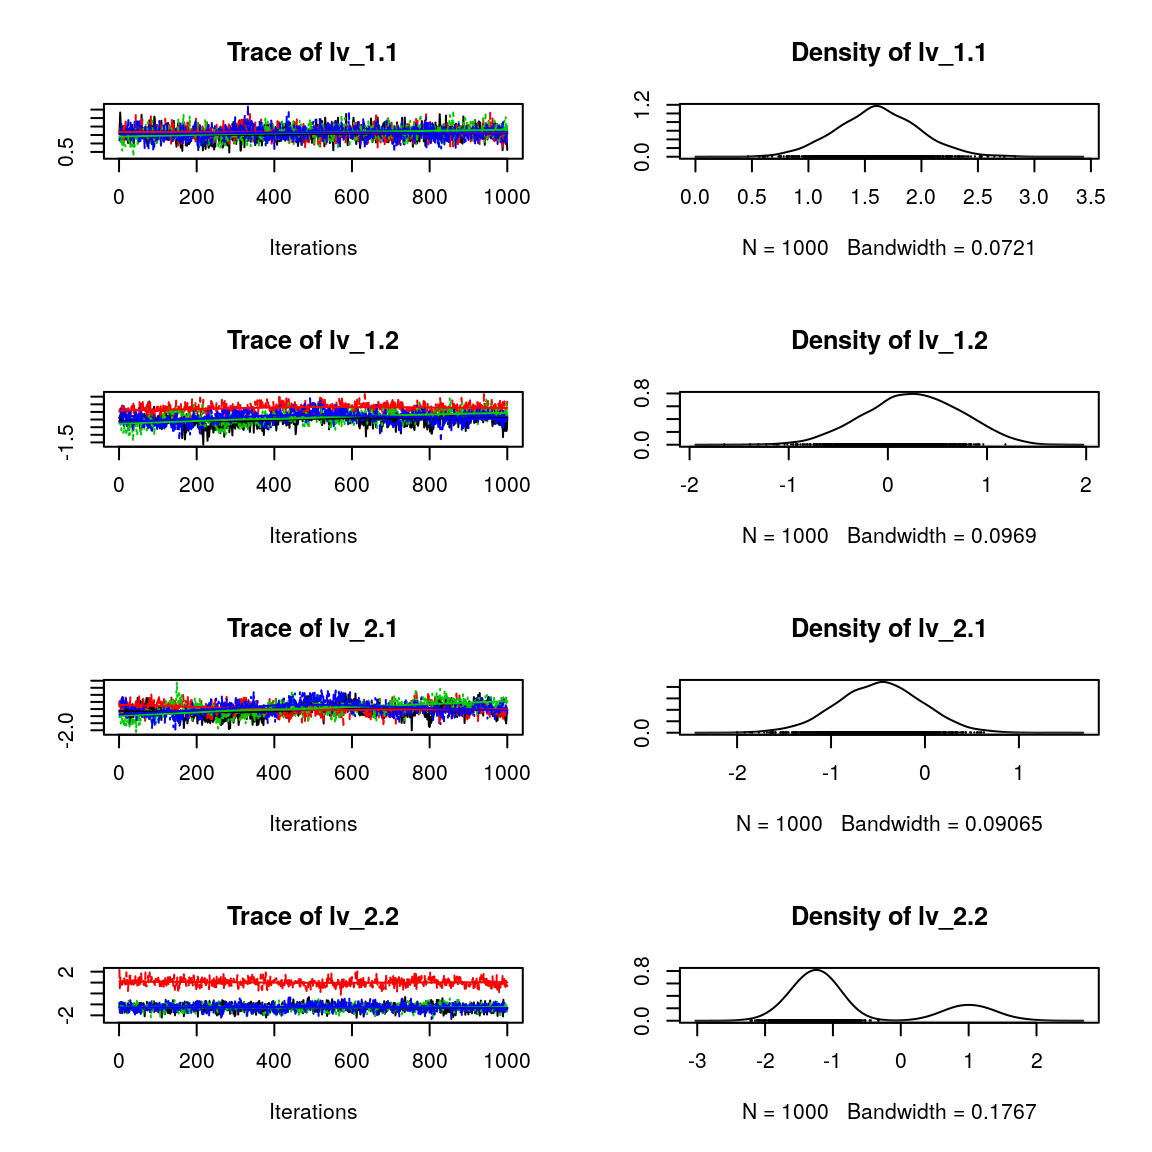 Trace of lv_1.1
0.5
0 200 400 600 800 1000
Iterations
Density of lv_1.1
0.0 1.2
0.0 0.5 1.0 1.5 2.0 2.5 3.0 3.5
N = 1000 Bandwidth = 0.0721
Trace of lv_1.2
-1.5
0 200 400 600 800 1000
Iterations
Density of lv_1.2
0.0 0.8
-2 -1 0 1 2
N = 1000 Bandwidth = 0.0969
Trace of lv_2.1
-2.0
0 200 400 600 800 1000
Iterations
Density of lv_2.1
0.0
-2 -1 0 1
N = 1000 Bandwidth = 0.09065
Trace of lv_2.2
-2 2
0 200 400 600 800 1000
Iterations
Density of lv_2.2
0.0 0.8
-3 -2 -1 0 1 2
N = 1000 Bandwidth = 0.1767